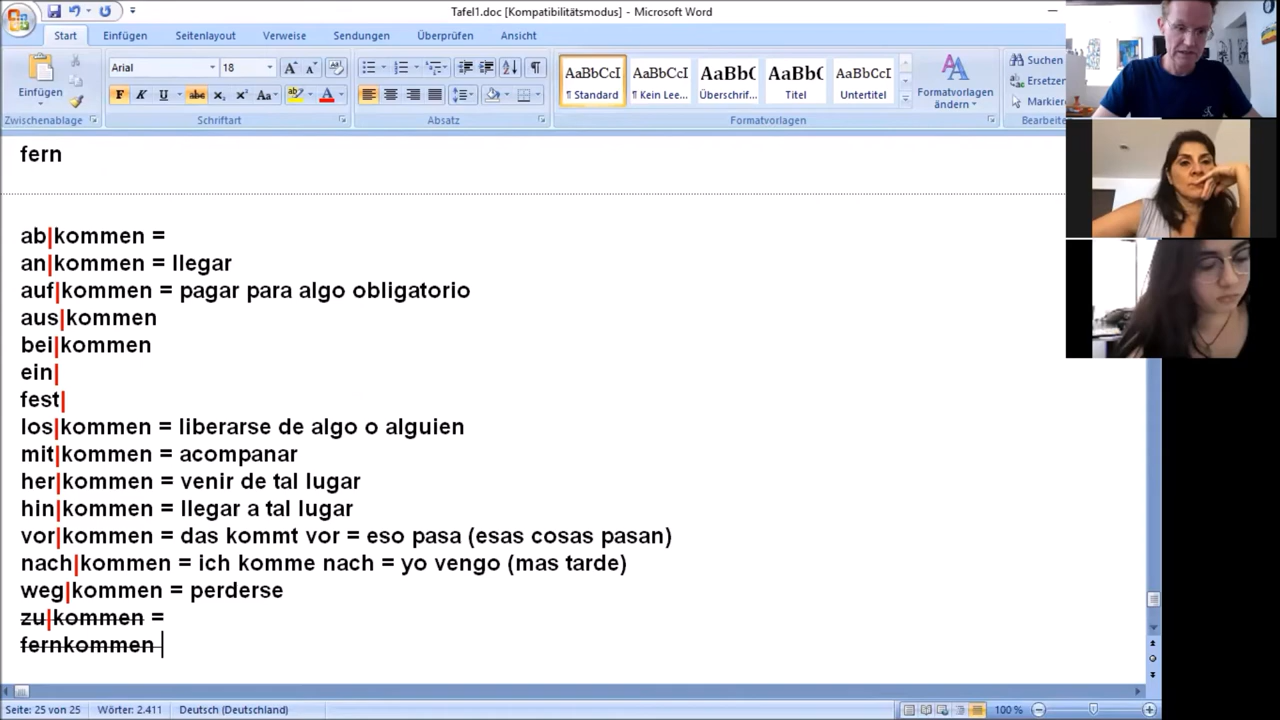 Tafel1.doc [Kompatibilitätsmodus] - Microsoft Word
Start Einfügen Seitenlayout Verweise Sendungen Überprüfen Ansicht
Arial 18
AaBbCcI AaBbCcI AaBbC AaBbC AaBbCcI
Suchen
Ersetzen
Markieren
Einfügen
F K U abc x₂ x² Aa
¶ Standard ¶ Kein Lee... Überschrif... Titel Untertitel
Formatvorlagen ändern
Zwischenablage Schriftart Absatz Formatvorlagen Bearbeite
fern
ab|kommen =
an|kommen = llegar
auf|kommen = pagar para algo obligatorio
aus|kommen
bei|kommen
ein|
fest|
los|kommen = liberarse de algo o alguien
mit|kommen = acompanar
her|kommen = venir de tal lugar
hin|kommen = llegar a tal lugar
vor|kommen = das kommt vor = eso pasa (esas cosas pasan)
nach|kommen = ich komme nach = yo vengo (mas tarde)
weg|kommen = perderse
zu|kommen =
fernkommen
Seite: 25 von 25 Wörter: 2.411 Deutsch (Deutschland) 100 %